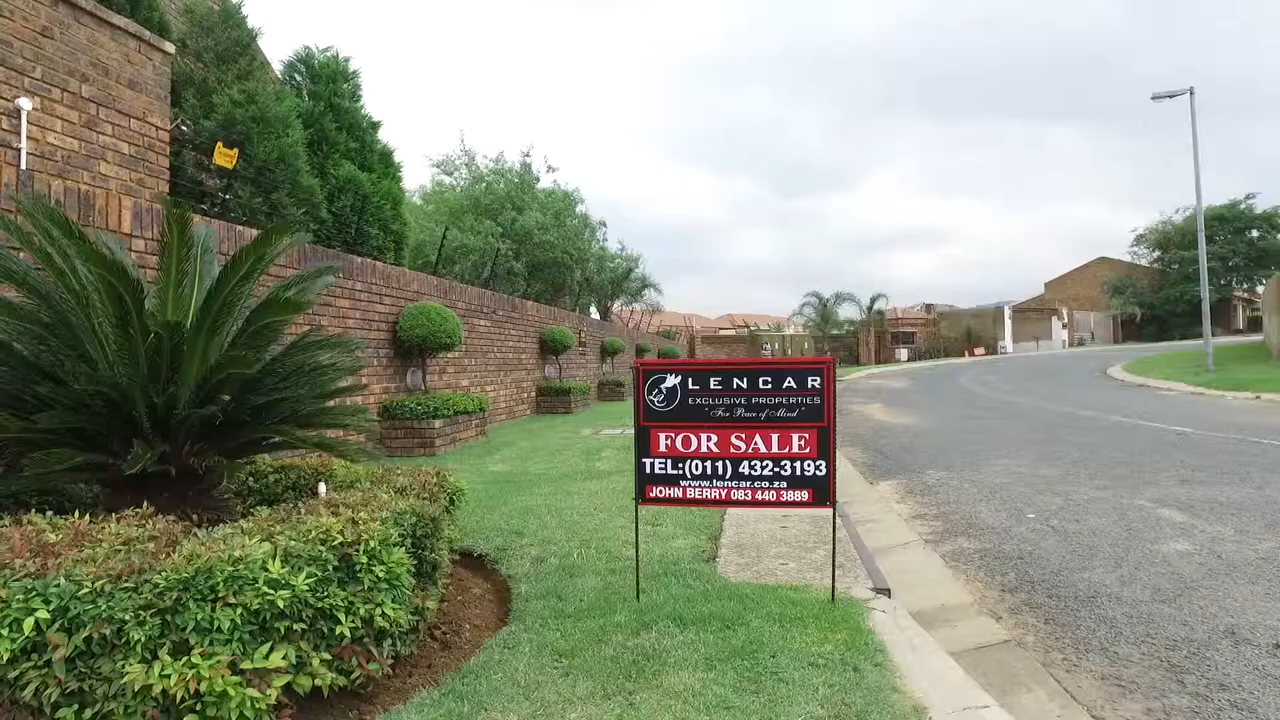 LENCAR
EXCLUSIVE PROPERTIES
"For Peace of Mind"
FOR SALE
TEL:(011) 432-3193
www.lencar.co.za
JOHN BERRY 083 440 3889